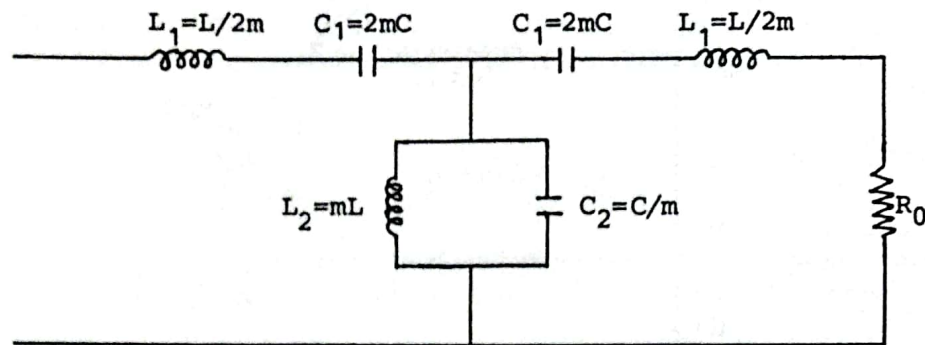 L₁=L/2m
C₁=2mC
C₁=2mC
L₁=L/2m
L₂=mL
C₂=C/m
R₀